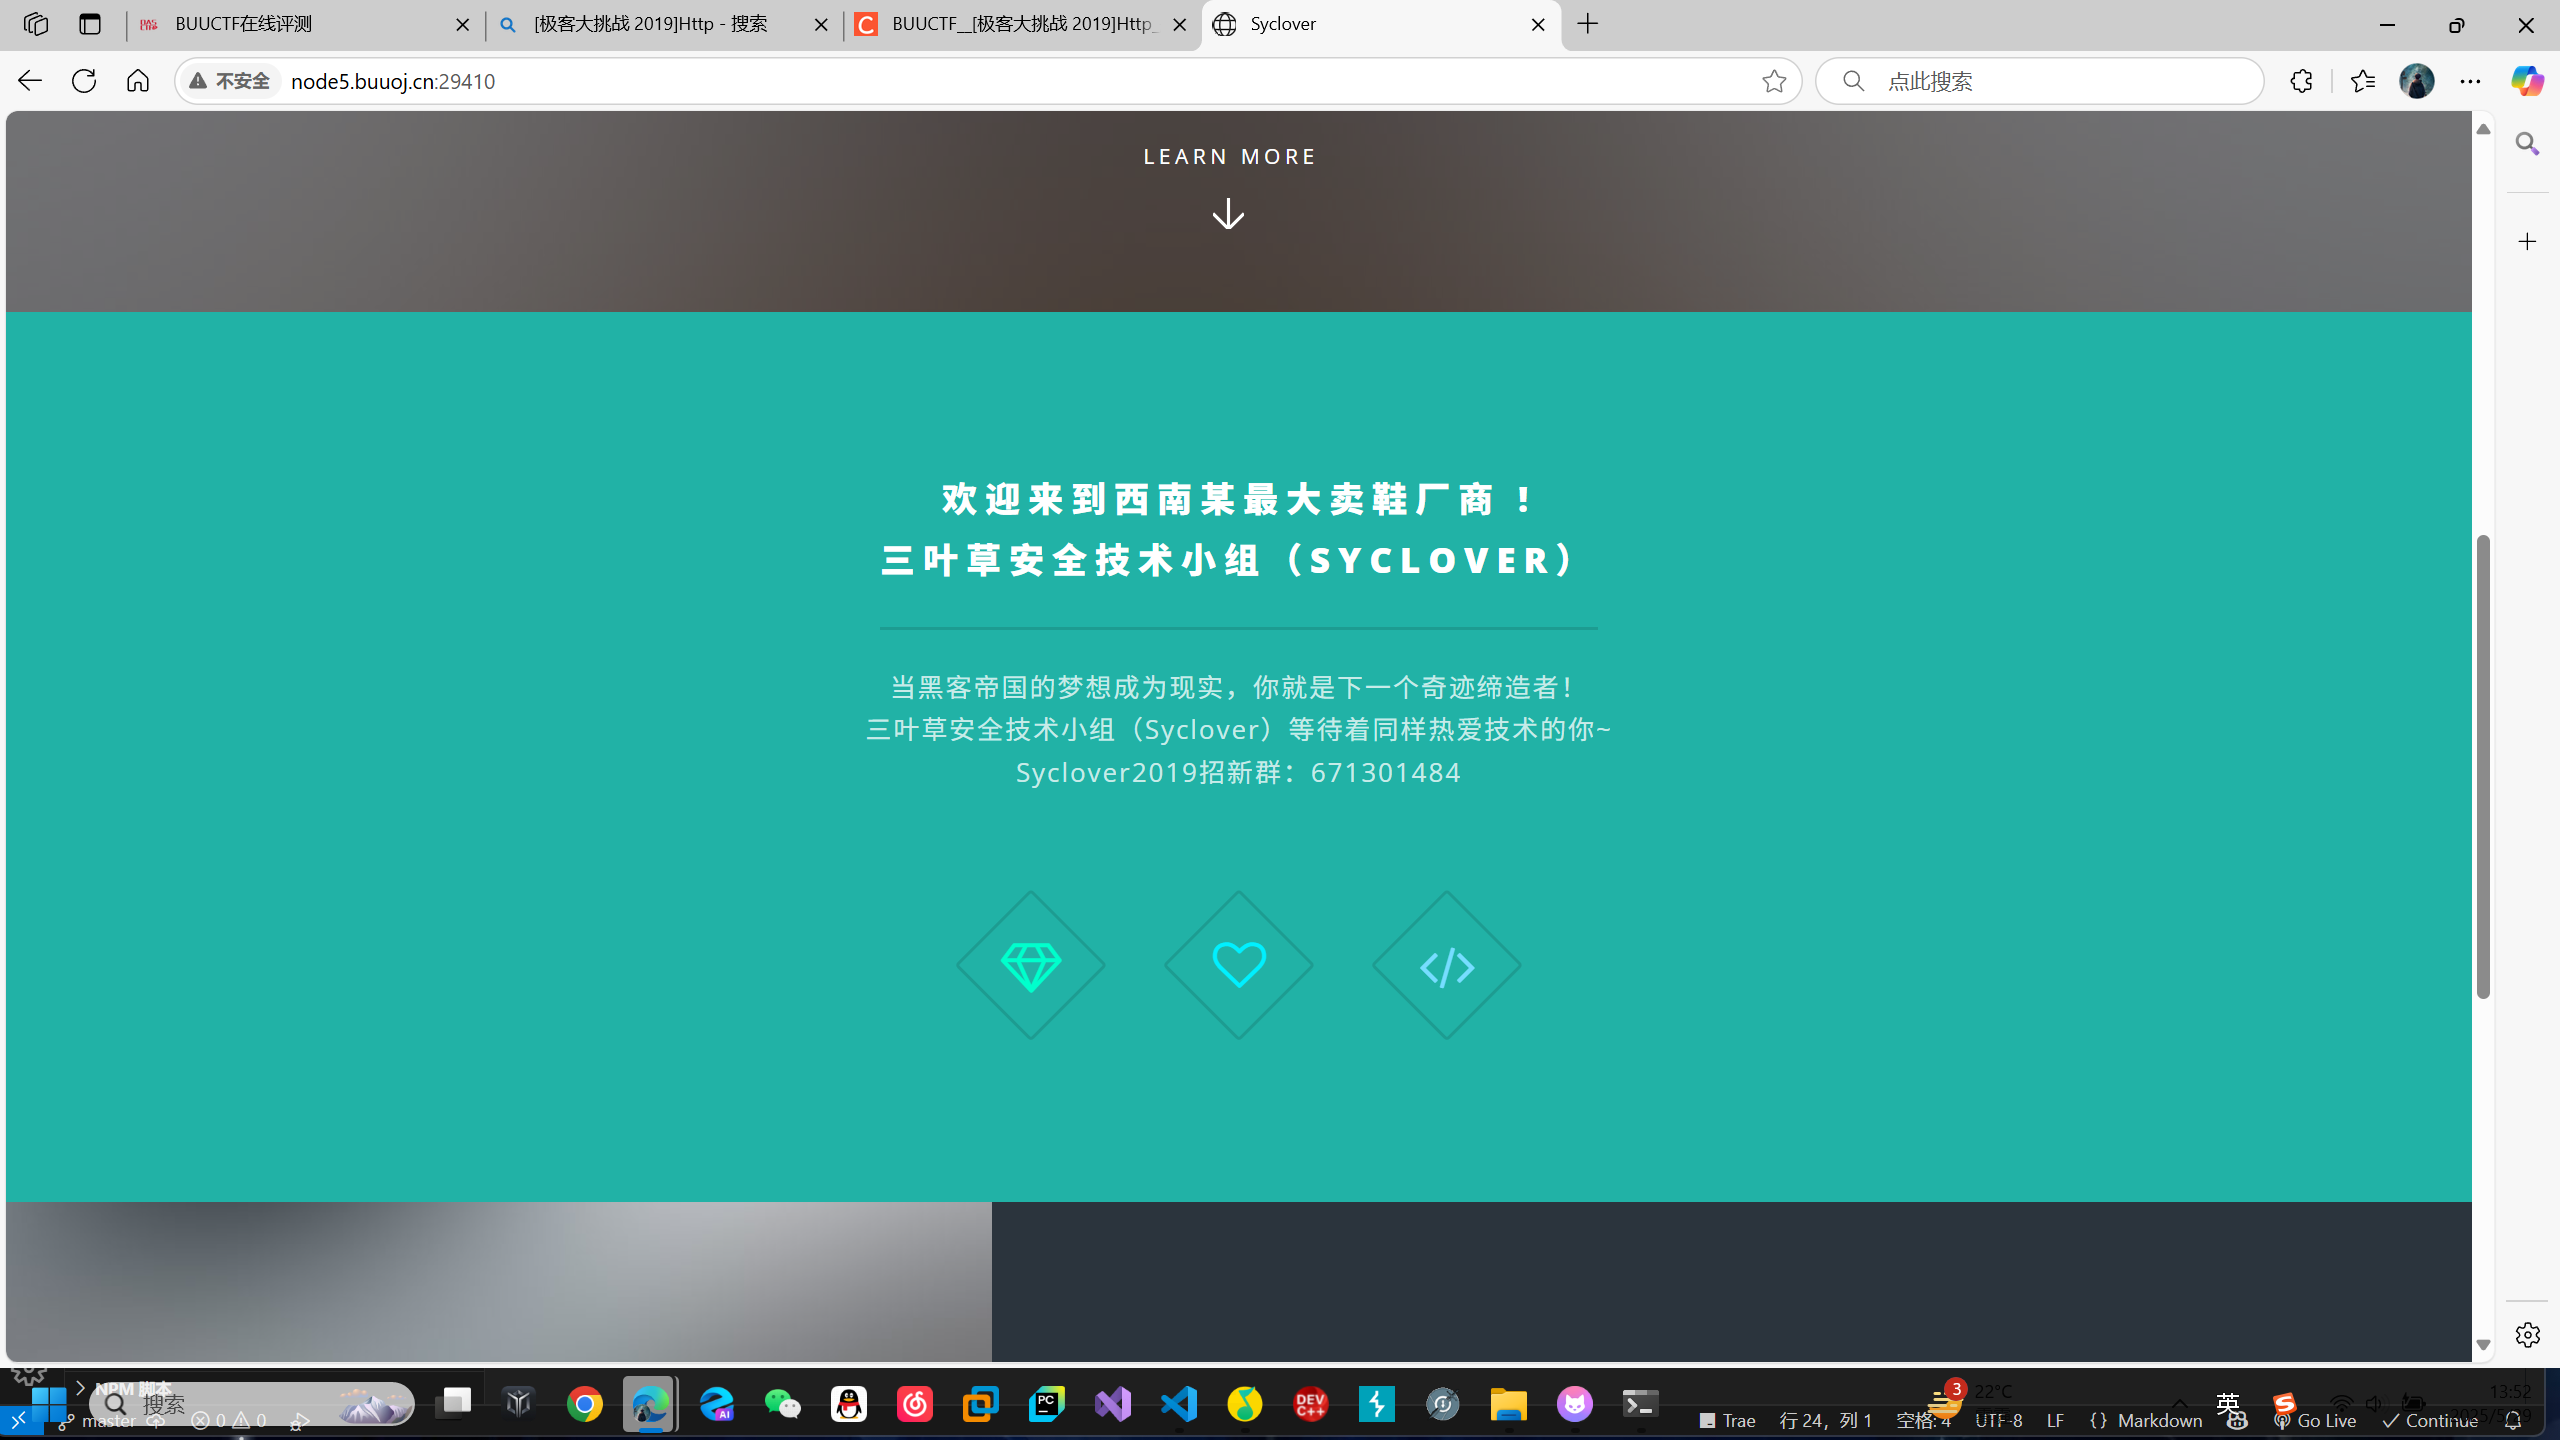 BUUCTF在线评测
[极客大挑战 2019]Http - 搜索
BUUCTF__[极客大挑战 2019]Http_
Syclover
不安全
node5.buuoj.cn:29410
点此搜索
LEARN MORE
欢迎来到西南某最大卖鞋厂商 !
三叶草安全技术小组（SYCLOVER）
当黑客帝国的梦想成为现实，你就是下一个奇迹缔造者！
三叶草安全技术小组（Syclover）等待着同样热爱技术的你~
Syclover2019招新群：671301484
NPM 脚本
搜索
master
0
0
PC
DEV C++
AI
Trae
行 24，列 1
空格: 4
UTF-8
LF
{ } Markdown
Go Live
Continue
3
22°C
英
13:52